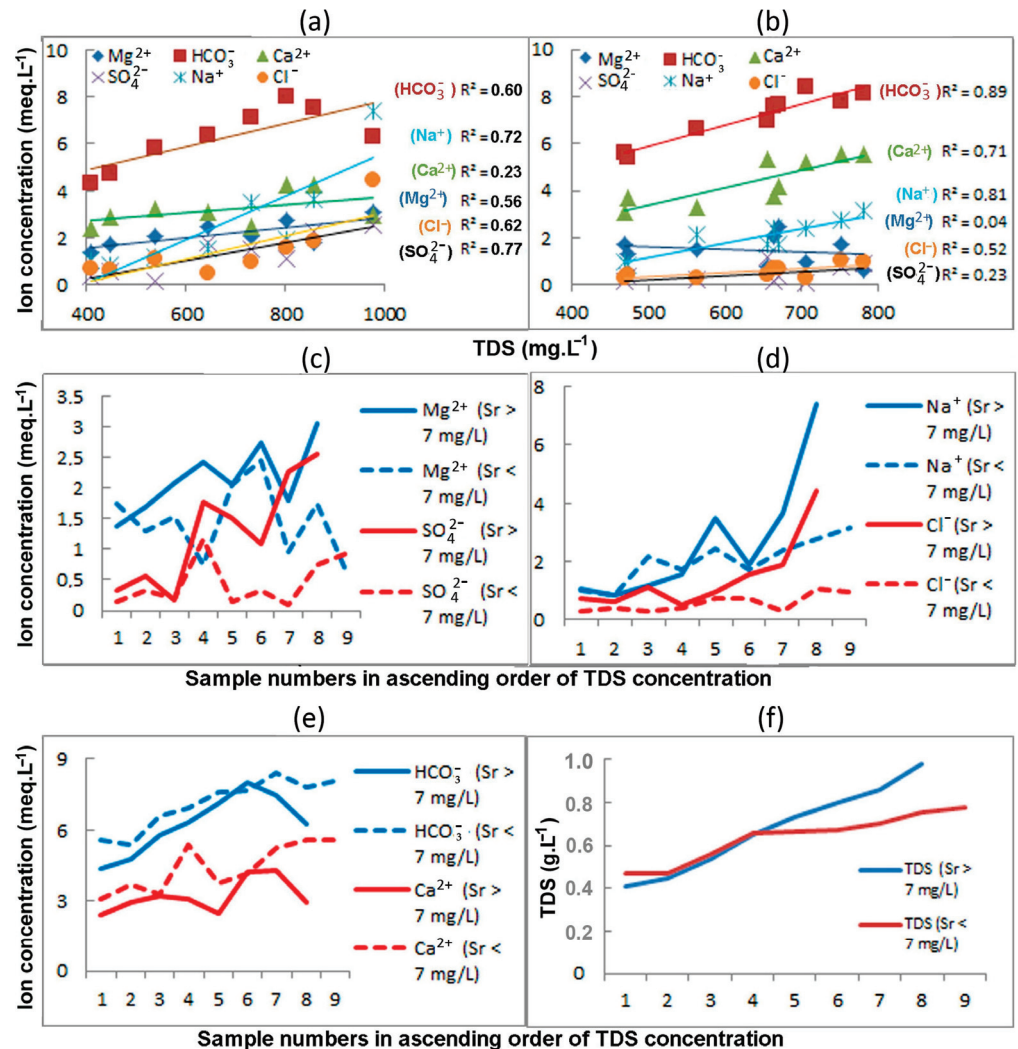 (a)
(b)
Mg²⁺ HCO₃⁻ Ca²⁺
SO₄²⁻ Na⁺ Cl⁻
Ion concentration (meq.L⁻¹)
10
8
6
4
2
0
400 600 800 1000
(HCO₃⁻) R² = 0.60
(Na⁺) R² = 0.72
(Ca²⁺) R² = 0.23
(Mg²⁺) R² = 0.56
(Cl⁻) R² = 0.62
(SO₄²⁻) R² = 0.77
Mg²⁺ HCO₃⁻ Ca²⁺
SO₄²⁻ Na⁺ Cl⁻
10
8
6
4
2
0
400 500 600 700 800
(HCO₃⁻) R² = 0.89
(Ca²⁺) R² = 0.71
(Na⁺) R² = 0.81
(Mg²⁺) R² = 0.04
(Cl⁻) R² = 0.52
(SO₄²⁻) R² = 0.23
TDS (mg.L⁻¹)
(c)
(d)
Ion concentration (meq.L⁻¹)
3.5
3
2.5
2
1.5
1
0.5
0
1 2 3 4 5 6 7 8 9
Mg²⁺ (Sr >
7 mg/L)
Mg²⁺ (Sr <
7 mg/L)
SO₄²⁻ (Sr >
7 mg/L)
SO₄²⁻ (Sr <
7 mg/L)
8
6
4
2
0
1 2 3 4 5 6 7 8 9
Na⁺ (Sr >
7 mg/L)
Na⁺ (Sr <
7 mg/L)
Cl⁻ (Sr >
7 mg/L)
Cl⁻ (Sr <
7 mg/L)
Sample numbers in ascending order of TDS concentration
(e)
(f)
Ion concentration (meq.L⁻¹)
9
6
3
0
1 2 3 4 5 6 7 8 9
HCO₃⁻ (Sr >
7 mg/L)
HCO₃⁻ (Sr <
7 mg/L)
Ca²⁺ (Sr >
7 mg/L)
Ca²⁺ (Sr <
7 mg/L)
TDS (g.L⁻¹)
1.0
0.8
0.6
0.4
0.2
0
1 2 3 4 5 6 7 8 9
TDS (Sr >
7 mg/L)
TDS (Sr <
7 mg/L)
Sample numbers in ascending order of TDS concentration